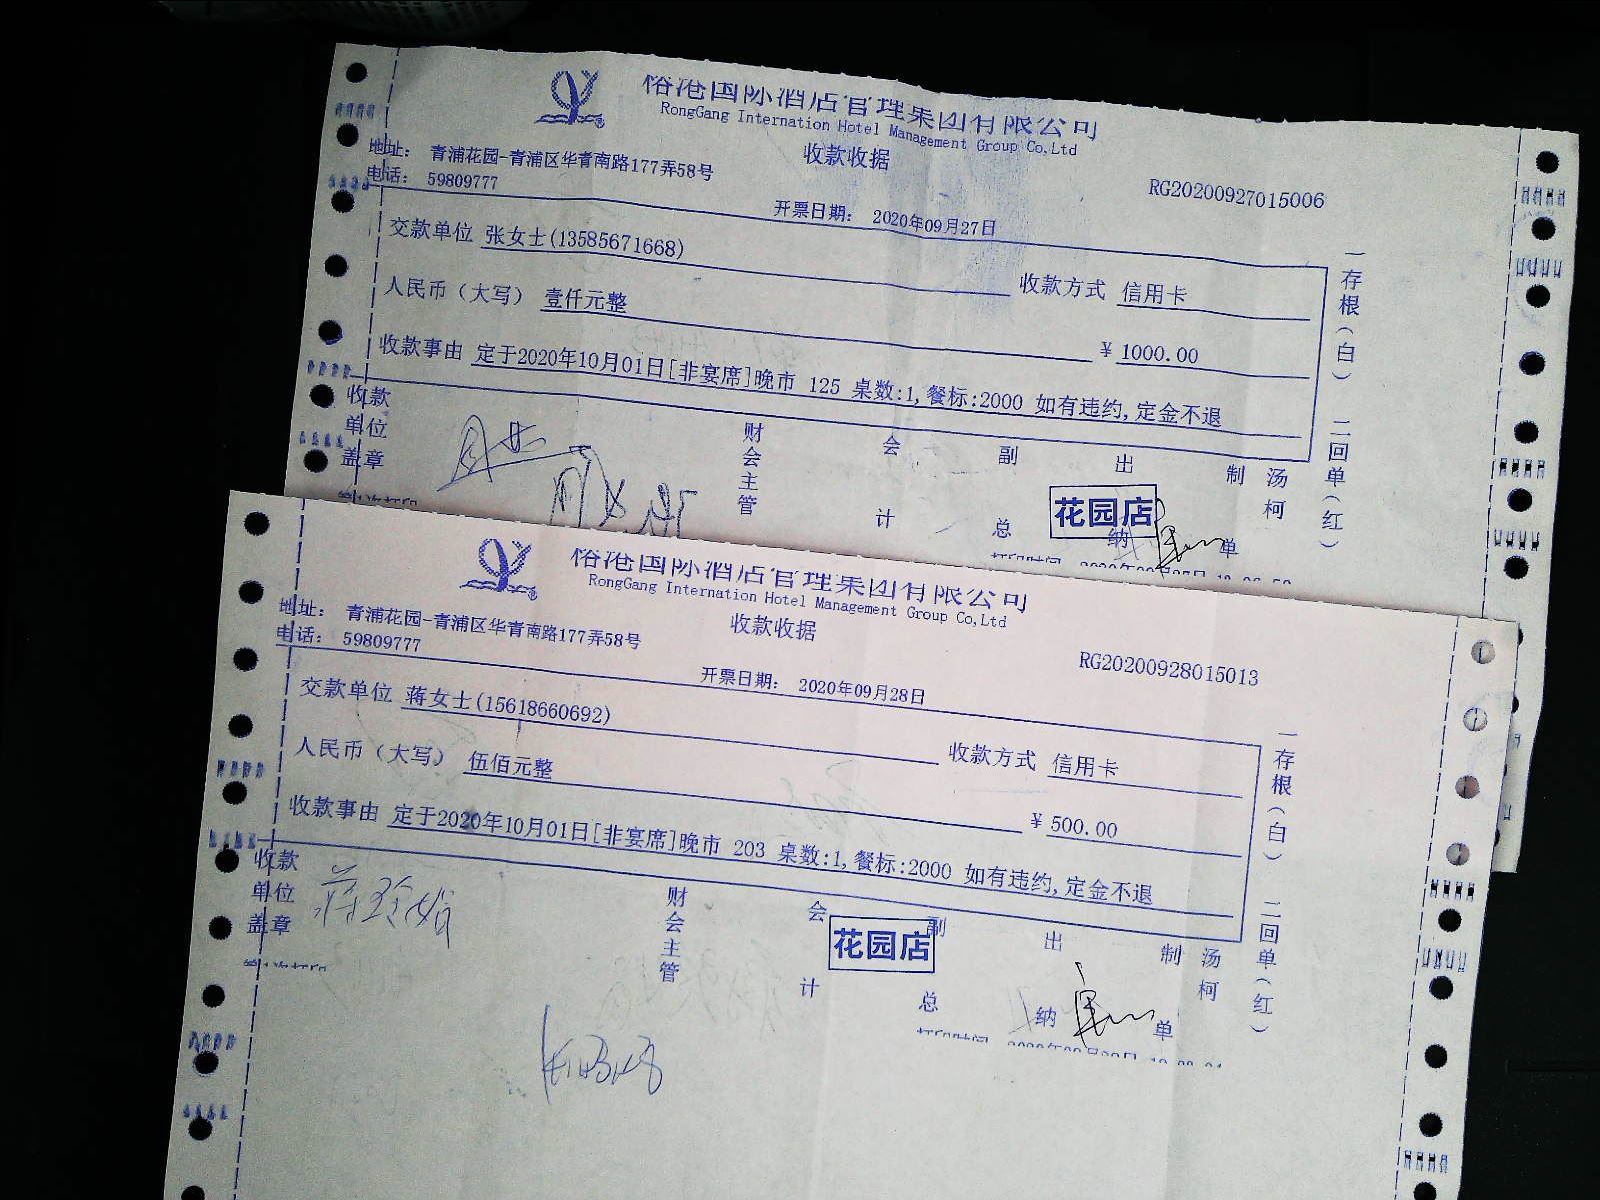 榕港国际酒店管理集团有限公司
RongGang Internation Hotel Management Group Co,Ltd
收款收据
地址: 青浦花园-青浦区华青南路177弄58号
电话: 59809777
RG20200927015006
开票日期: 2020年09月27日
交款单位 张女士(13585671668)
收款方式 信用卡
人民币（大写） 壹仟元整
¥ 1000.00
收款事由 定于2020年10月01日[非宴席]晚市 125 桌数:1,餐标:2000 如有违约,定金不退
收款单位盖章
财会主管
会计
副总
出纳
制单
汤柯
花园店
一存根(白) 二回单(红)
榕港国际酒店管理集团有限公司
RongGang Internation Hotel Management Group Co,Ltd
收款收据
地址: 青浦花园-青浦区华青南路177弄58号
电话: 59809777
RG20200928015013
开票日期: 2020年09月28日
交款单位 蒋女士(15618660692)
收款方式 信用卡
人民币（大写） 伍佰元整
¥ 500.00
收款事由 定于2020年10月01日[非宴席]晚市 203 桌数:1,餐标:2000 如有违约,定金不退
收款单位盖章
财会主管
会计
副总
出纳
制单
汤柯
花园店
一存根(白) 二回单(红)